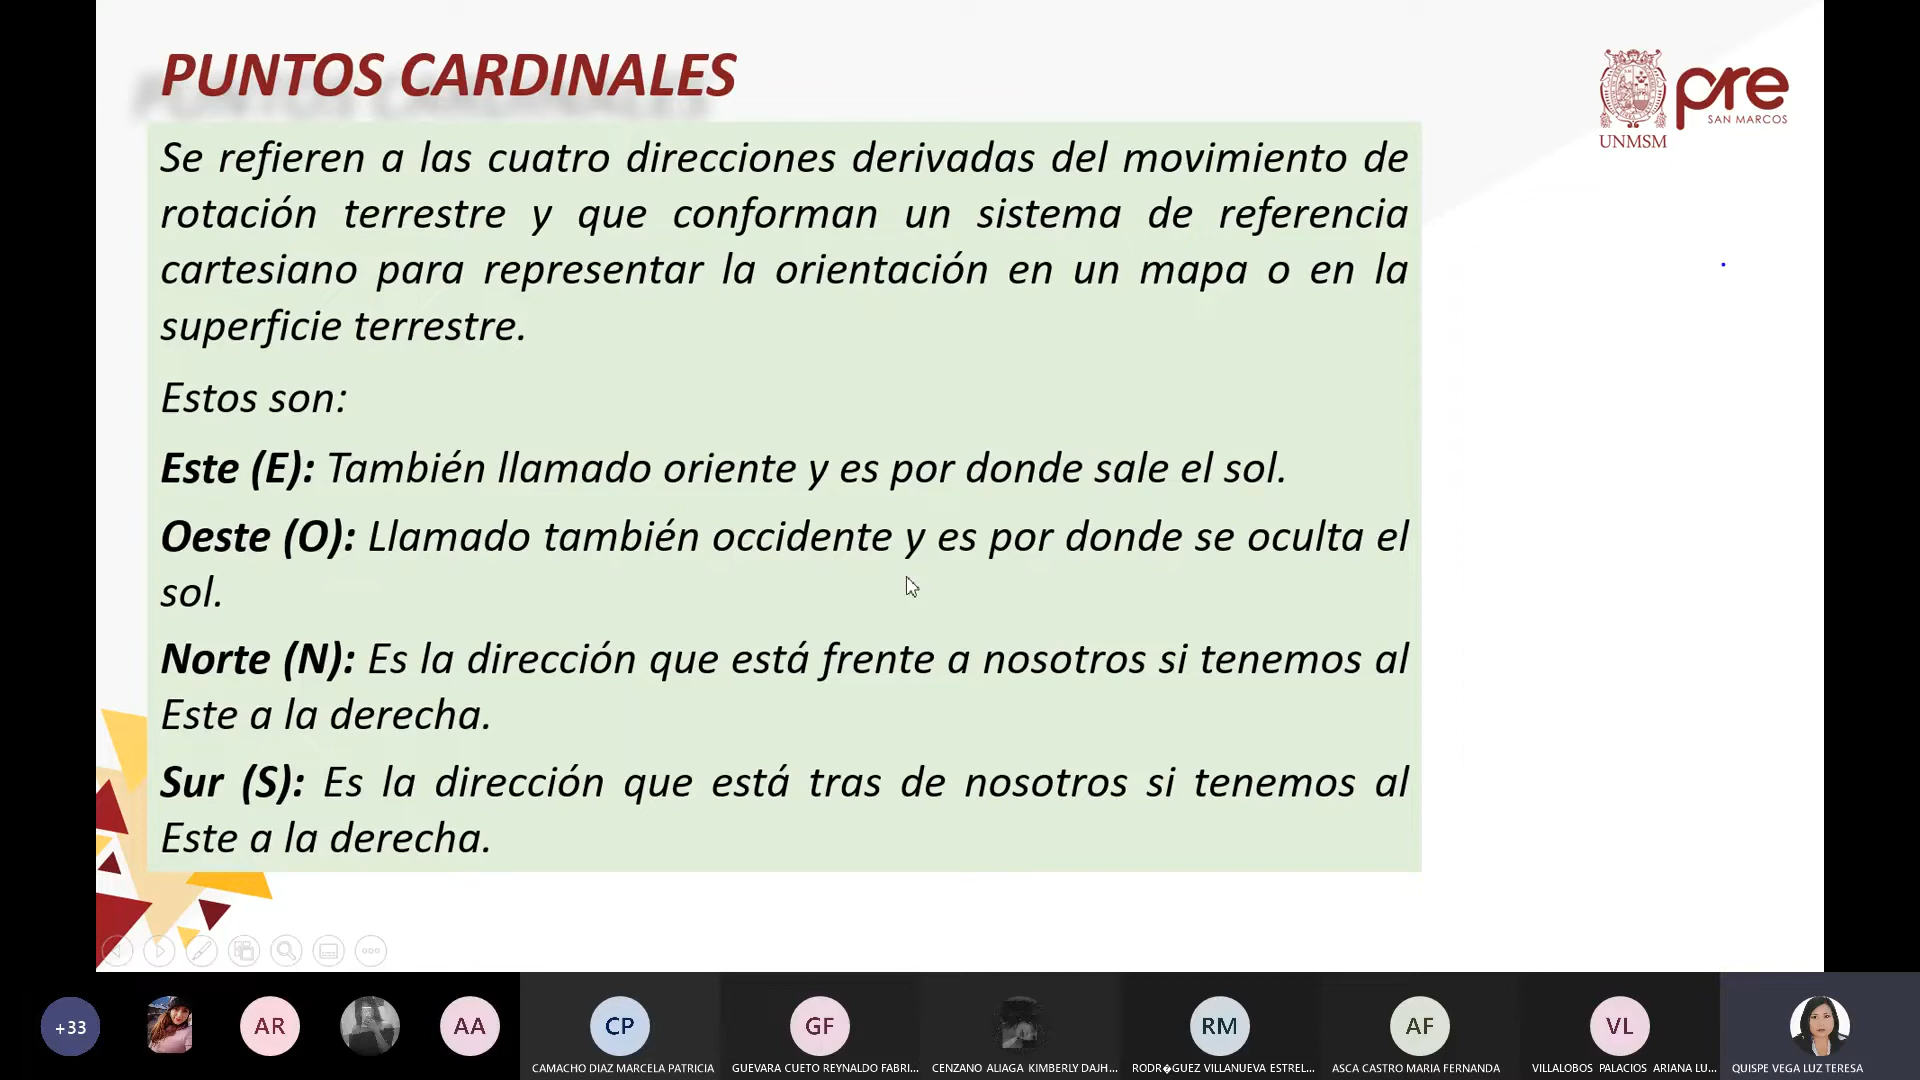 PUNTOS CARDINALES
Se refieren a las cuatro direcciones derivadas del movimiento de
rotación terrestre y que conforman un sistema de referencia
cartesiano para representar la orientación en un mapa o en la
superficie terrestre.
Estos son:
Este (E): También llamado oriente y es por donde sale el sol.
Oeste (O): Llamado también occidente y es por donde se oculta el
sol.
Norte (N): Es la dirección que está frente a nosotros si tenemos al
Este a la derecha.
Sur (S): Es la dirección que está tras de nosotros si tenemos al
Este a la derecha.
UNMSM
pre
SAN MARCOS
+33
AR
AA
CP
GF
RM
AF
VL
CAMACHO DIAZ MARCELA PATRICIA
GUEVARA CUETO REYNALDO FABRI...
CENZANO ALIAGA KIMBERLY DAJH...
RODR�GUEZ VILLANUEVA ESTREL...
ASCA CASTRO MARIA FERNANDA
VILLALOBOS PALACIOS ARIANA LU...
QUISPE VEGA LUZ TERESA